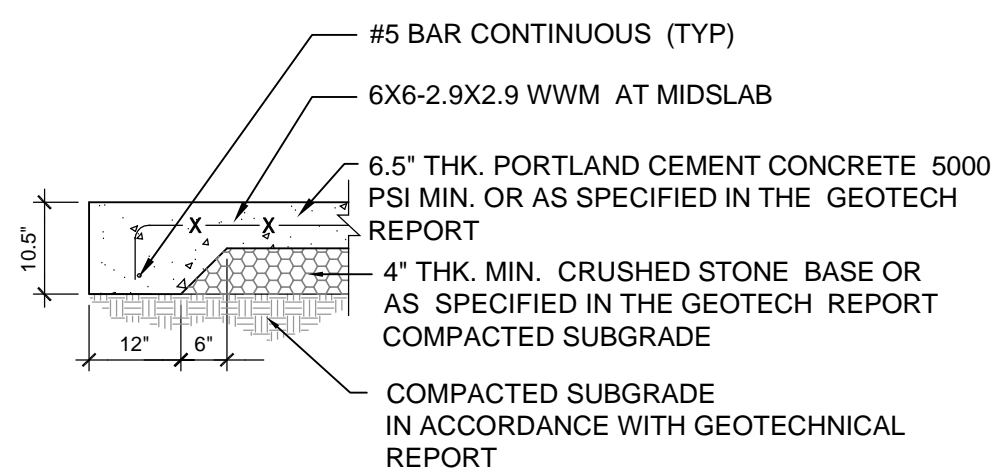 #5 BAR CONTINUOUS (TYP)
6X6-2.9X2.9 WWM AT MIDSLAB
6.5" THK. PORTLAND CEMENT CONCRETE 5000
PSI MIN. OR AS SPECIFIED IN THE GEOTECH
REPORT
X X
10.5"
4" THK. MIN. CRUSHED STONE BASE OR
AS SPECIFIED IN THE GEOTECH REPORT
COMPACTED SUBGRADE
12" 6"
COMPACTED SUBGRADE
IN ACCORDANCE WITH GEOTECHNICAL
REPORT